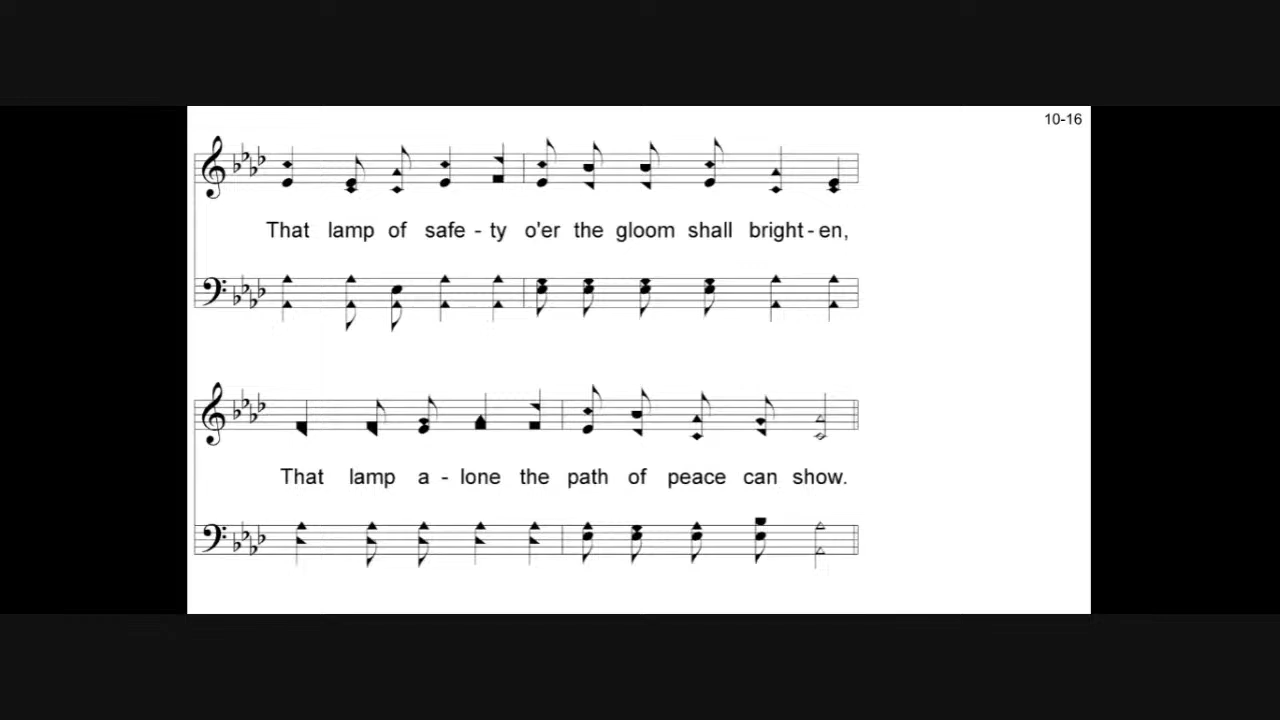 10-16
That lamp of safe - ty o'er the gloom shall bright - en,
That lamp a - lone the path of peace can show.